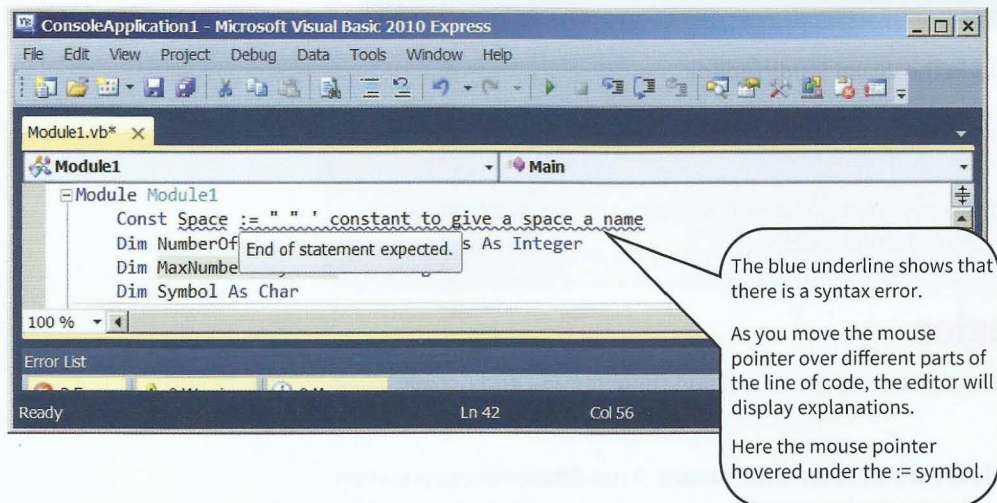 ConsoleApplication1 - Microsoft Visual Basic 2010 Express
File Edit View Project Debug Data Tools Window Help
Module1.vb*
Module1 Main
Module Module1
Const Space := " " ' constant to give a space a name
Dim NumberOf s As Integer
End of statement expected.
Dim MaxNumbe
Dim Symbol As Char
100 %
Error List
Ready Ln 42 Col 56
The blue underline shows that
there is a syntax error.
As you move the mouse
pointer over different parts of
the line of code, the editor will
display explanations.
Here the mouse pointer
hovered under the := symbol.